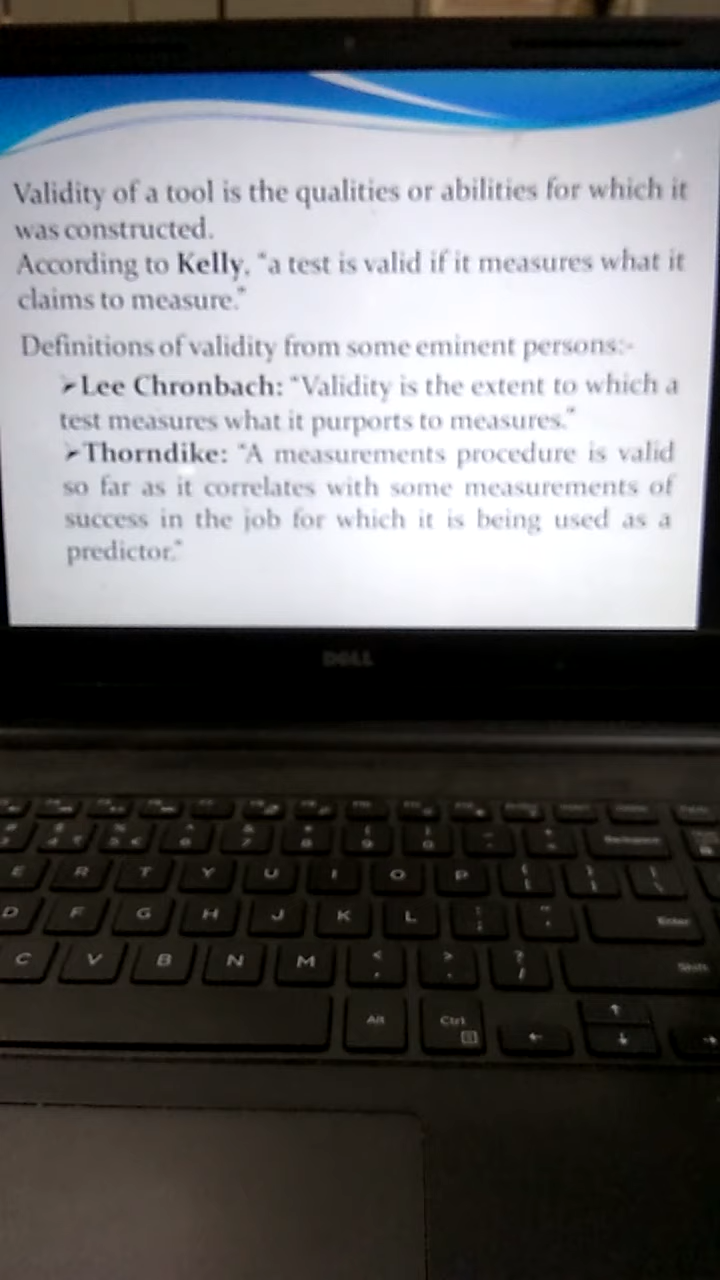 Validity of a tool is the qualities or abilities for which it
was constructed.
According to Kelly, "a test is valid if it measures what it
claims to measure."
Definitions of validity from some eminent persons:-
➢Lee Chronbach: "Validity is the extent to which a
test measures what it purports to measures."
➢Thorndike: "A measurements procedure is valid
so far as it correlates with some measurements of
success in the job for which it is being used as a
predictor."
DELL
E R T Y U I O P { [ } ] | \
D F G H J K L : ; " ' Enter
C V B N M < , > . ? / Shift
Alt Ctrl